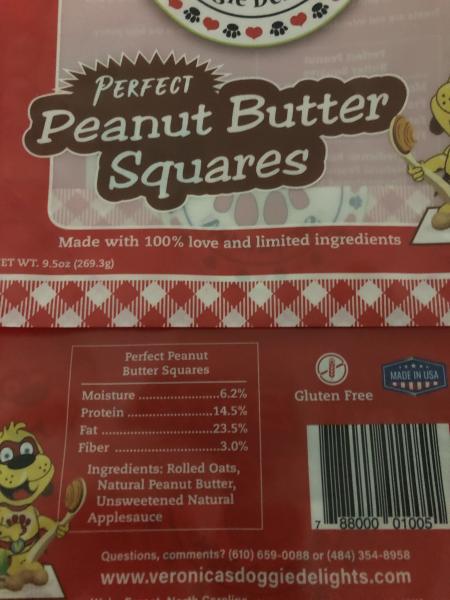 PERFECT
Peanut Butter
Squares
Made with 100% love and limited ingredients
ET WT. 9.5oz (269.3g)
Perfect Peanut
Butter Squares
Moisture .......................6.2%
Protein ........................14.5%
Fat ..............................23.5%
Fiber ............................3.0%
Ingredients: Rolled Oats,
Natural Peanut Butter,
Unsweetened Natural
Applesauce
Gluten Free
MADE IN USA
7 88000 01005
Questions, comments? (610) 659-0088 or (484) 354-8958
www.veronicasdoggiedelights.com